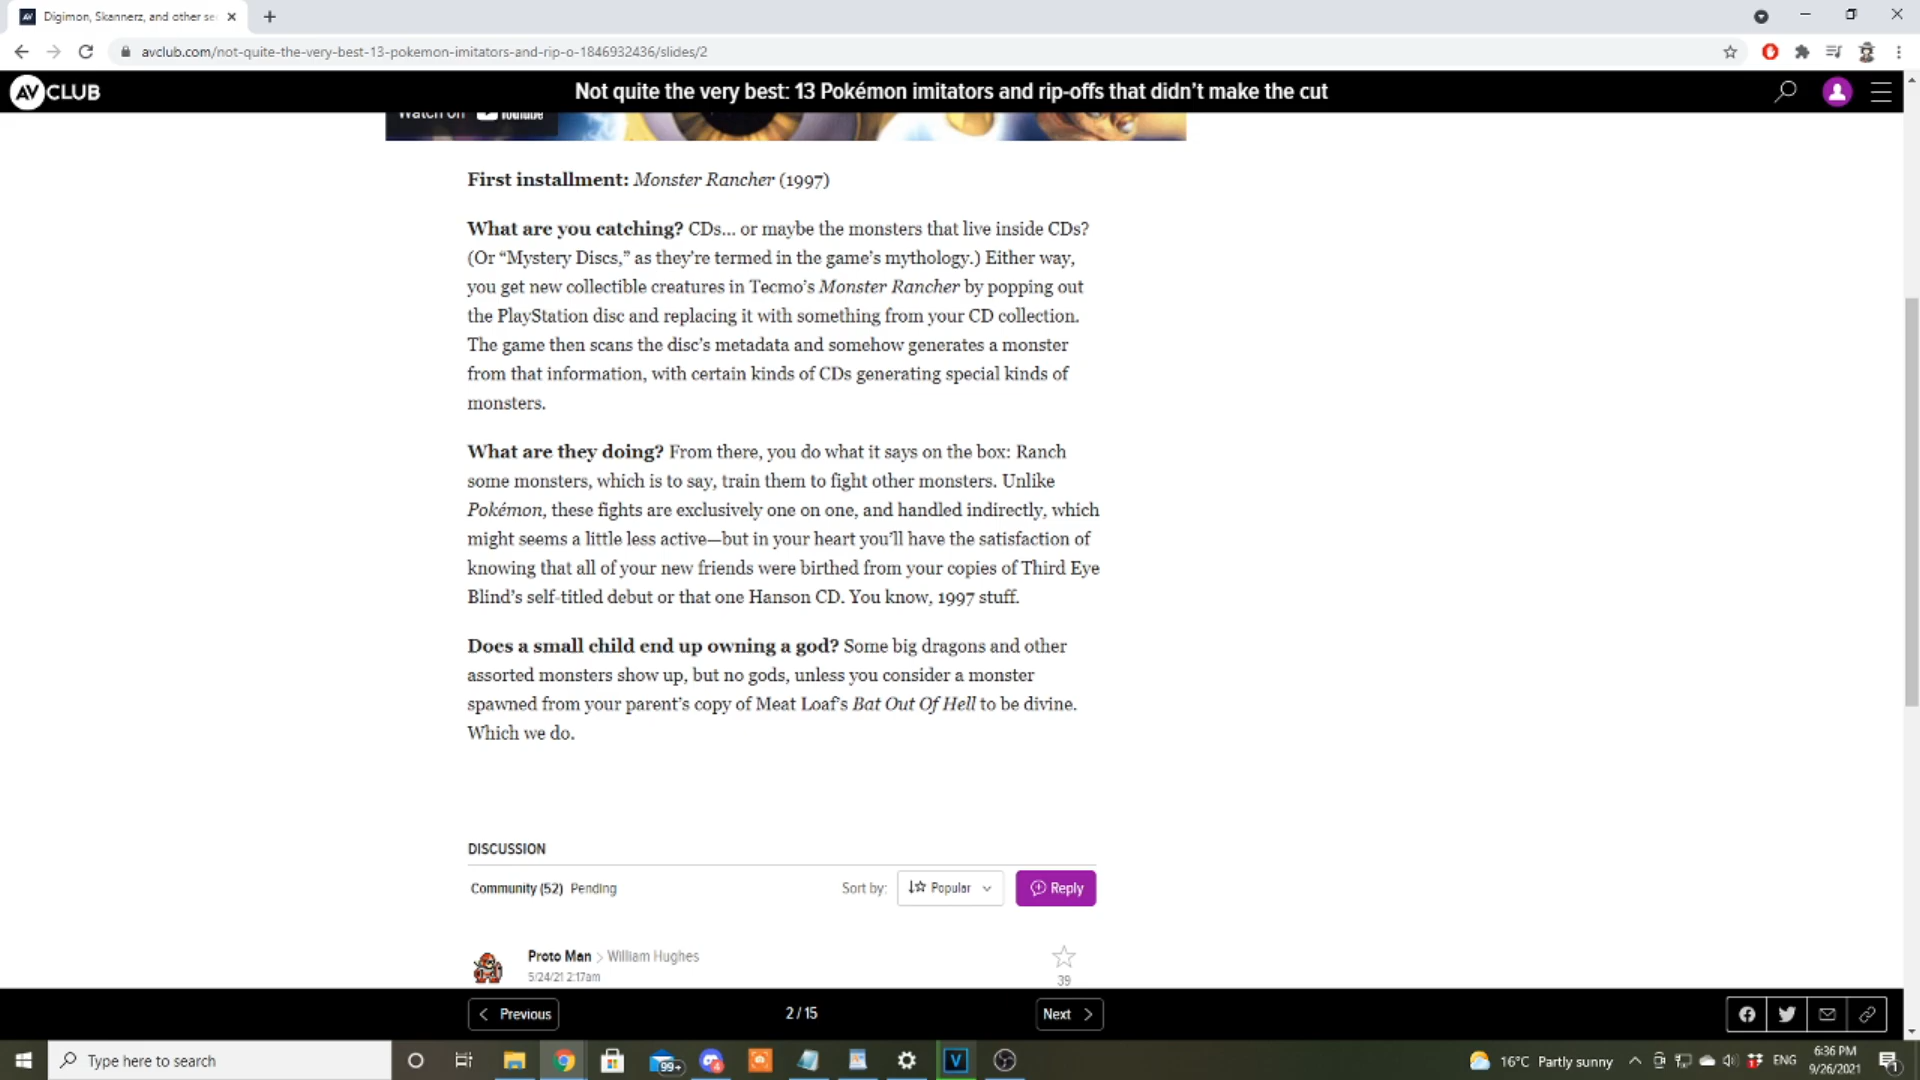 Digimon, Skannerz, and other se
avclub.com/not-quite-the-very-best-13-pokemon-imitators-and-rip-o-1846932436/slides/2
AV CLUB
Not quite the very best: 13 Pokémon imitators and rip-offs that didn't make the cut
Watch on YouTube
First installment: Monster Rancher (1997)
What are you catching? CDs... or maybe the monsters that live inside CDs?
(Or “Mystery Discs,” as they’re termed in the game’s mythology.) Either way,
you get new collectible creatures in Tecmo’s Monster Rancher by popping out
the PlayStation disc and replacing it with something from your CD collection.
The game then scans the disc’s metadata and somehow generates a monster
from that information, with certain kinds of CDs generating special kinds of
monsters.
What are they doing? From there, you do what it says on the box: Ranch
some monsters, which is to say, train them to fight other monsters. Unlike
Pokémon, these fights are exclusively one on one, and handled indirectly, which
might seems a little less active—but in your heart you’ll have the satisfaction of
knowing that all of your new friends were birthed from your copies of Third Eye
Blind’s self-titled debut or that one Hanson CD. You know, 1997 stuff.
Does a small child end up owning a god? Some big dragons and other
assorted monsters show up, but no gods, unless you consider a monster
spawned from your parent’s copy of Meat Loaf’s Bat Out Of Hell to be divine.
Which we do.
DISCUSSION
Community (52) Pending Sort by: Popular Reply
Proto Man > William Hughes
5/24/21 2:17am
39
Previous 2 / 15 Next
Type here to search 99+ V 16°C Partly sunny ENG 6:36 PM
9/26/2021 1